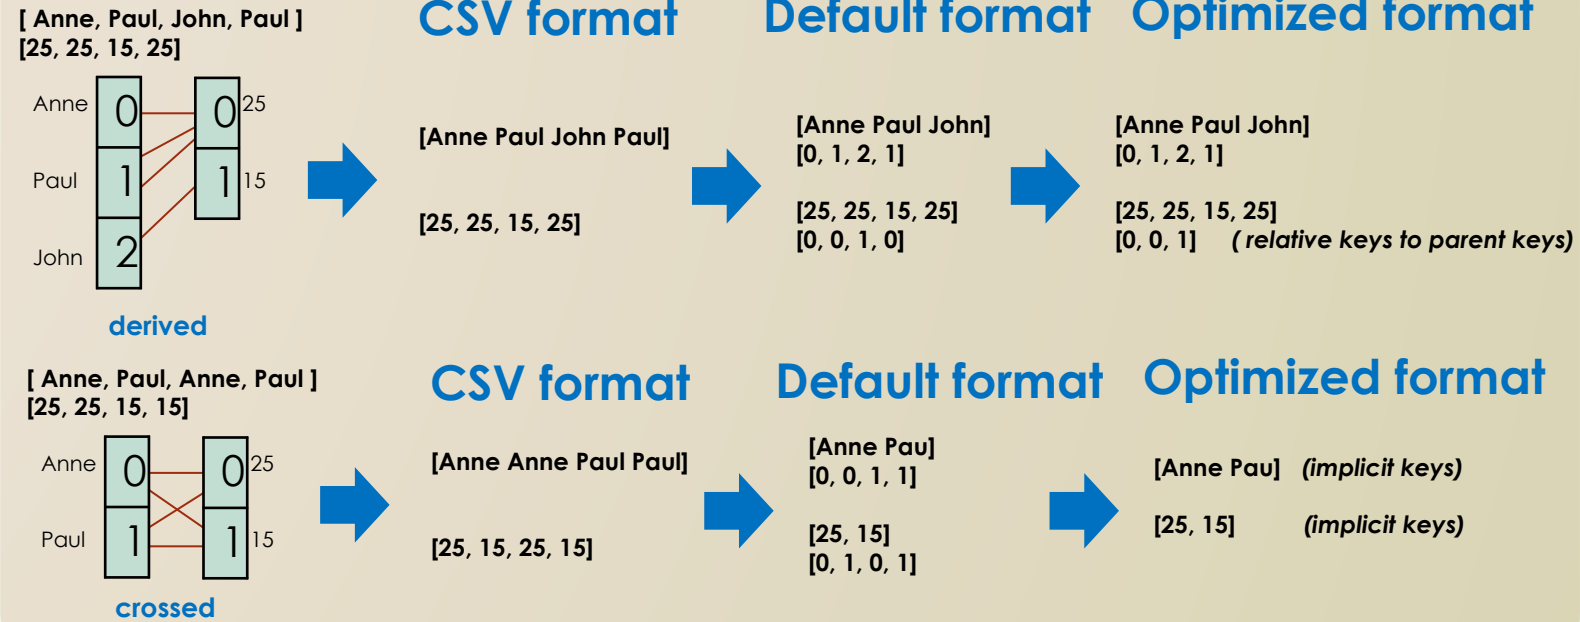 [ Anne, Paul, John, Paul ]
[25, 25, 15, 25]
CSV format
Default format
Optimized format
Anne 0 0 25
Paul 1 1 15
John 2
derived
[Anne Paul John Paul]
[25, 25, 15, 25]
[Anne Paul John]
[0, 1, 2, 1]
[25, 25, 15, 25]
[0, 0, 1, 0]
[Anne Paul John]
[0, 1, 2, 1]
[25, 25, 15, 25]
[0, 0, 1] ( relative keys to parent keys)
[ Anne, Paul, Anne, Paul ]
[25, 25, 15, 15]
CSV format
Default format
Optimized format
Anne 0 0 25
Paul 1 1 15
crossed
[Anne Anne Paul Paul]
[25, 15, 25, 15]
[Anne Pau]
[0, 0, 1, 1]
[25, 15]
[0, 1, 0, 1]
[Anne Pau] (implicit keys)
[25, 15] (implicit keys)